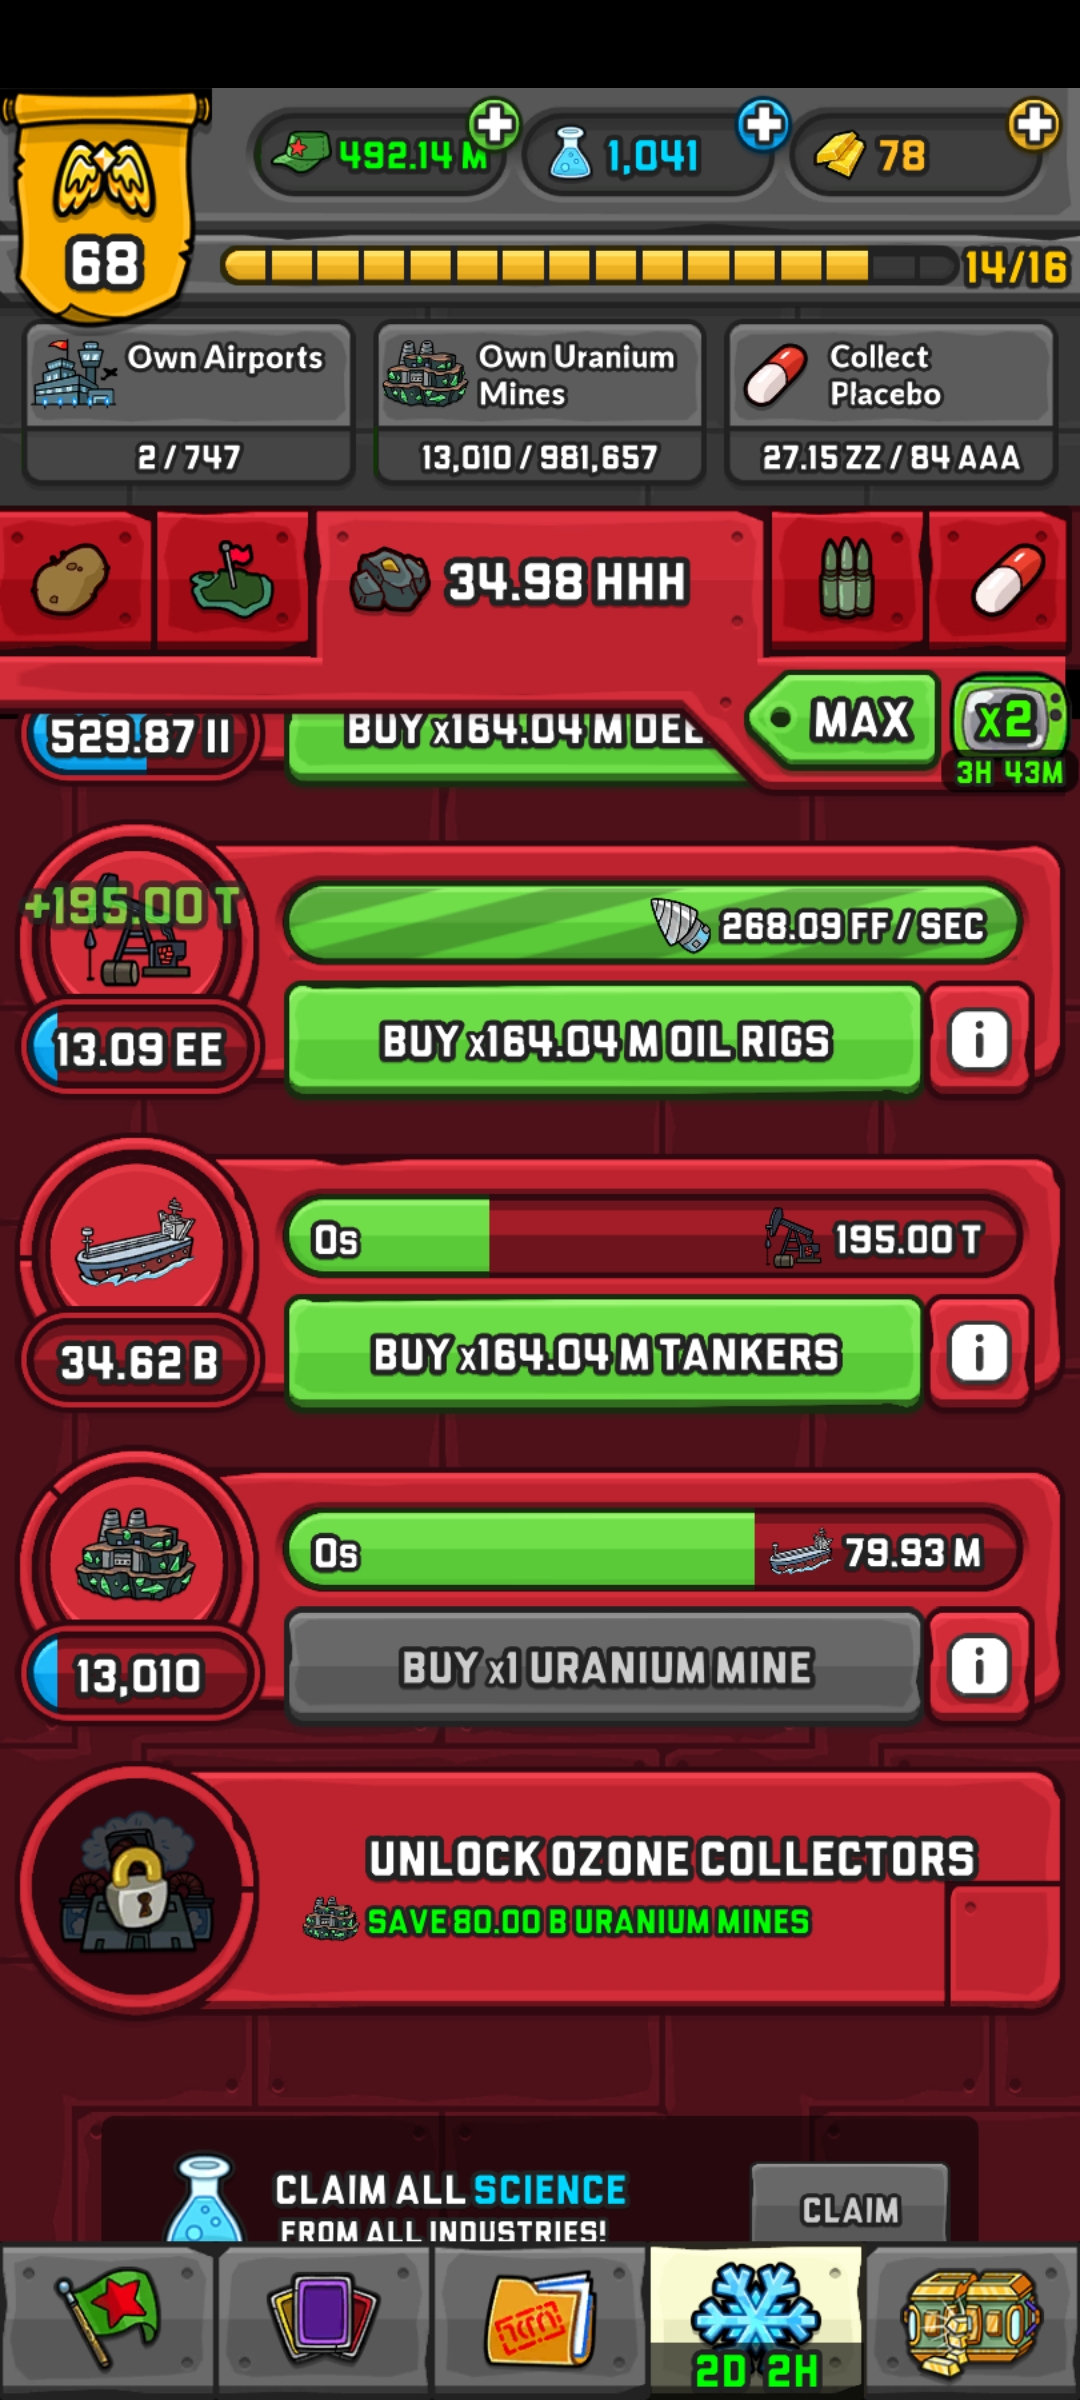 492.14 M
1,041
78
68
14/16
Own Airports
2 / 747
Own Uranium
Mines
13,010 / 981,657
Collect
Placebo
27.15 ZZ / 84 AAA
34.98 HHH
MAX
x2
3H 43M
529.87 II
BUY x164.04 M DEE
+195.00 T
268.09 FF / SEC
13.09 EE
BUY x164.04 M OIL RIGS
i
0s
195.00 T
34.62 B
BUY x164.04 M TANKERS
i
0s
79.93 M
13,010
BUY x1 URANIUM MINE
i
UNLOCK OZONE COLLECTORS
SAVE 80.00 B URANIUM MINES
CLAIM ALL SCIENCE
FROM ALL INDUSTRIES!
CLAIM
2D 2H